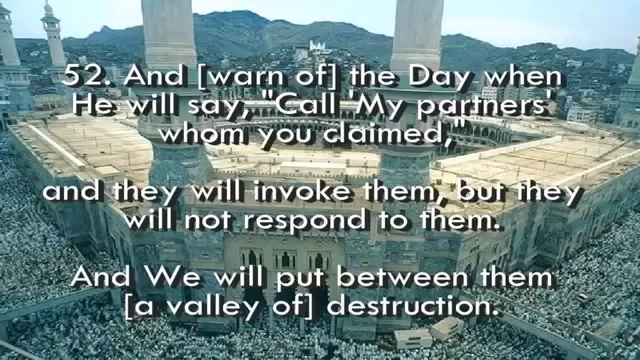 52. And [warn of] the Day when
He will say, "Call 'My partners'
whom you claimed,"
and they will invoke them, but they
will not respond to them.
And We will put between them
[a valley of] destruction.